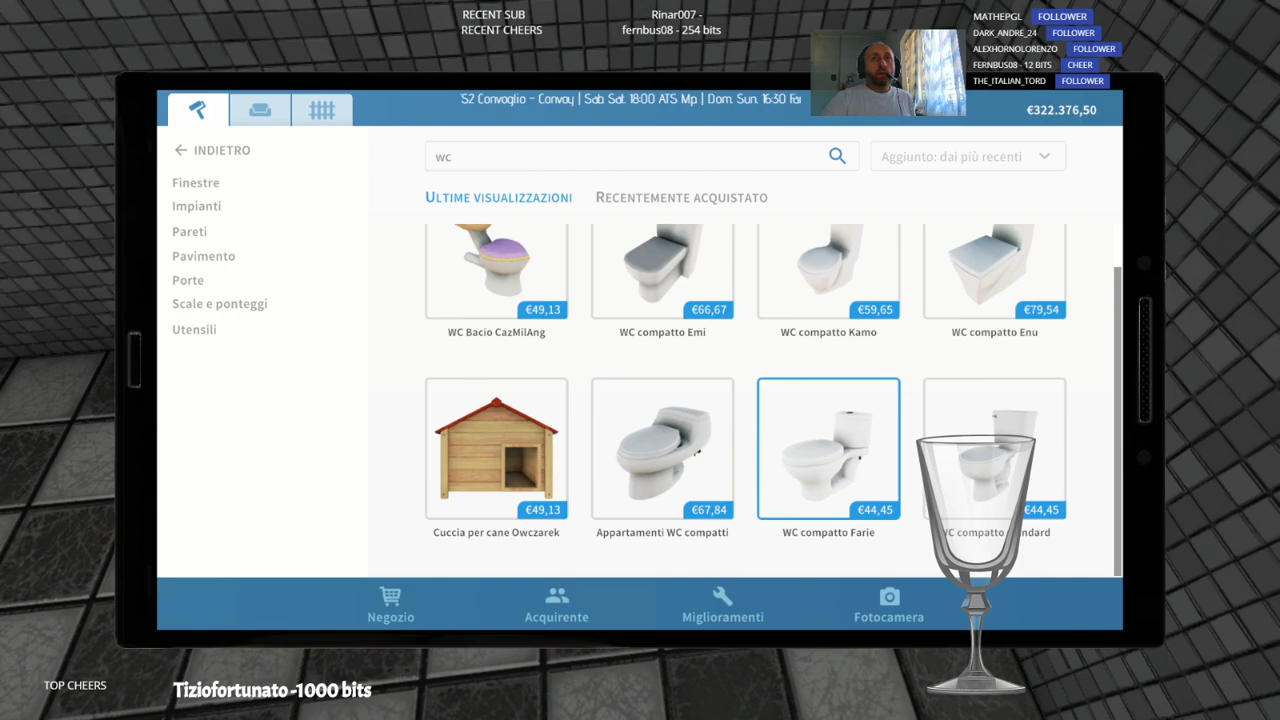 RECENT SUB
Rinar007 -
RECENT CHEERS
fernbus08 - 254 bits
MATHEPGL FOLLOWER
DARK_ANDRE_24 FOLLOWER
ALEXHORNOLORENZO FOLLOWER
FERNBUS08 - 12 BITS CHEER
THE_ITALIAN_TORD FOLLOWER
S2 Convoglio - Convoy | Sab Sat. 18:00 ATS Mp | Dom. Sun. 16:30
€322.376,50
INDIETRO
Finestre
Impianti
Pareti
Pavimento
Porte
Scale e ponteggi
Utensili
wc
Aggiunto: dai più recenti
ULTIME VISUALIZZAZIONI
RECENTEMENTE ACQUISTATO
€49,13
€66,67
€59,65
€79,54
WC Bacio CazMilAng
WC compatto Emi
WC compatto Kamo
WC compatto Enu
€49,13
€67,84
€44,45
€44,45
Cuccia per cane Owczarek
Appartamenti WC compatti
WC compatto Farie
WC compatto
Negozio
Acquirente
Miglioramenti
Fotocamera
TOP CHEERS
Tiziofortunato -1000 bits